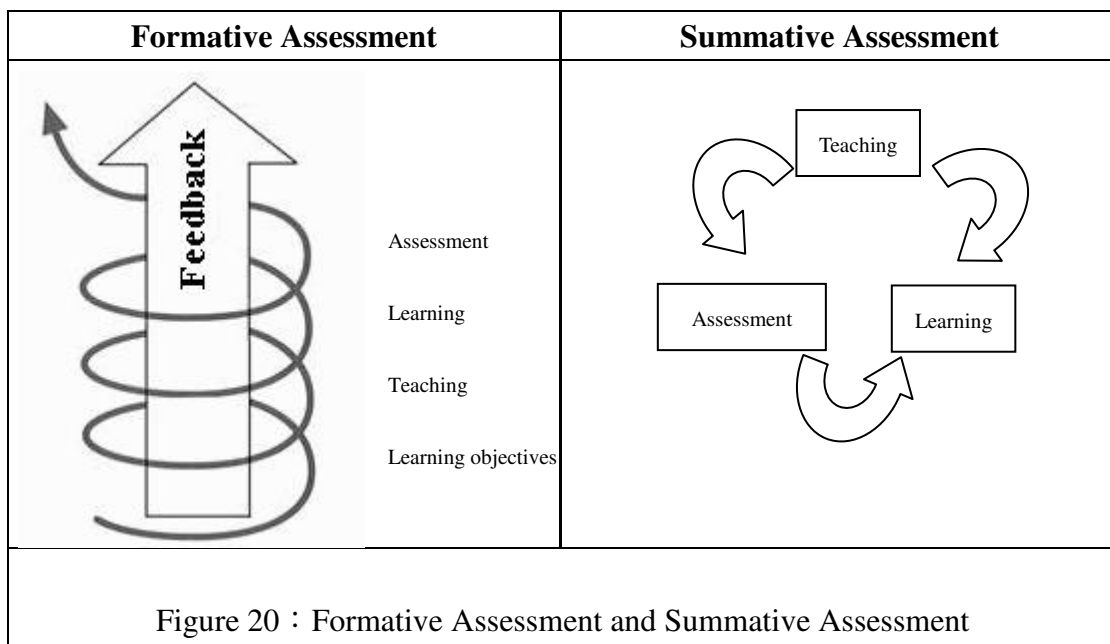 Formative Assessment
Summative Assessment
Feedback
Assessment
Learning
Teaching
Learning objectives
Teaching
Assessment
Learning
Figure 20：Formative Assessment and Summative Assessment